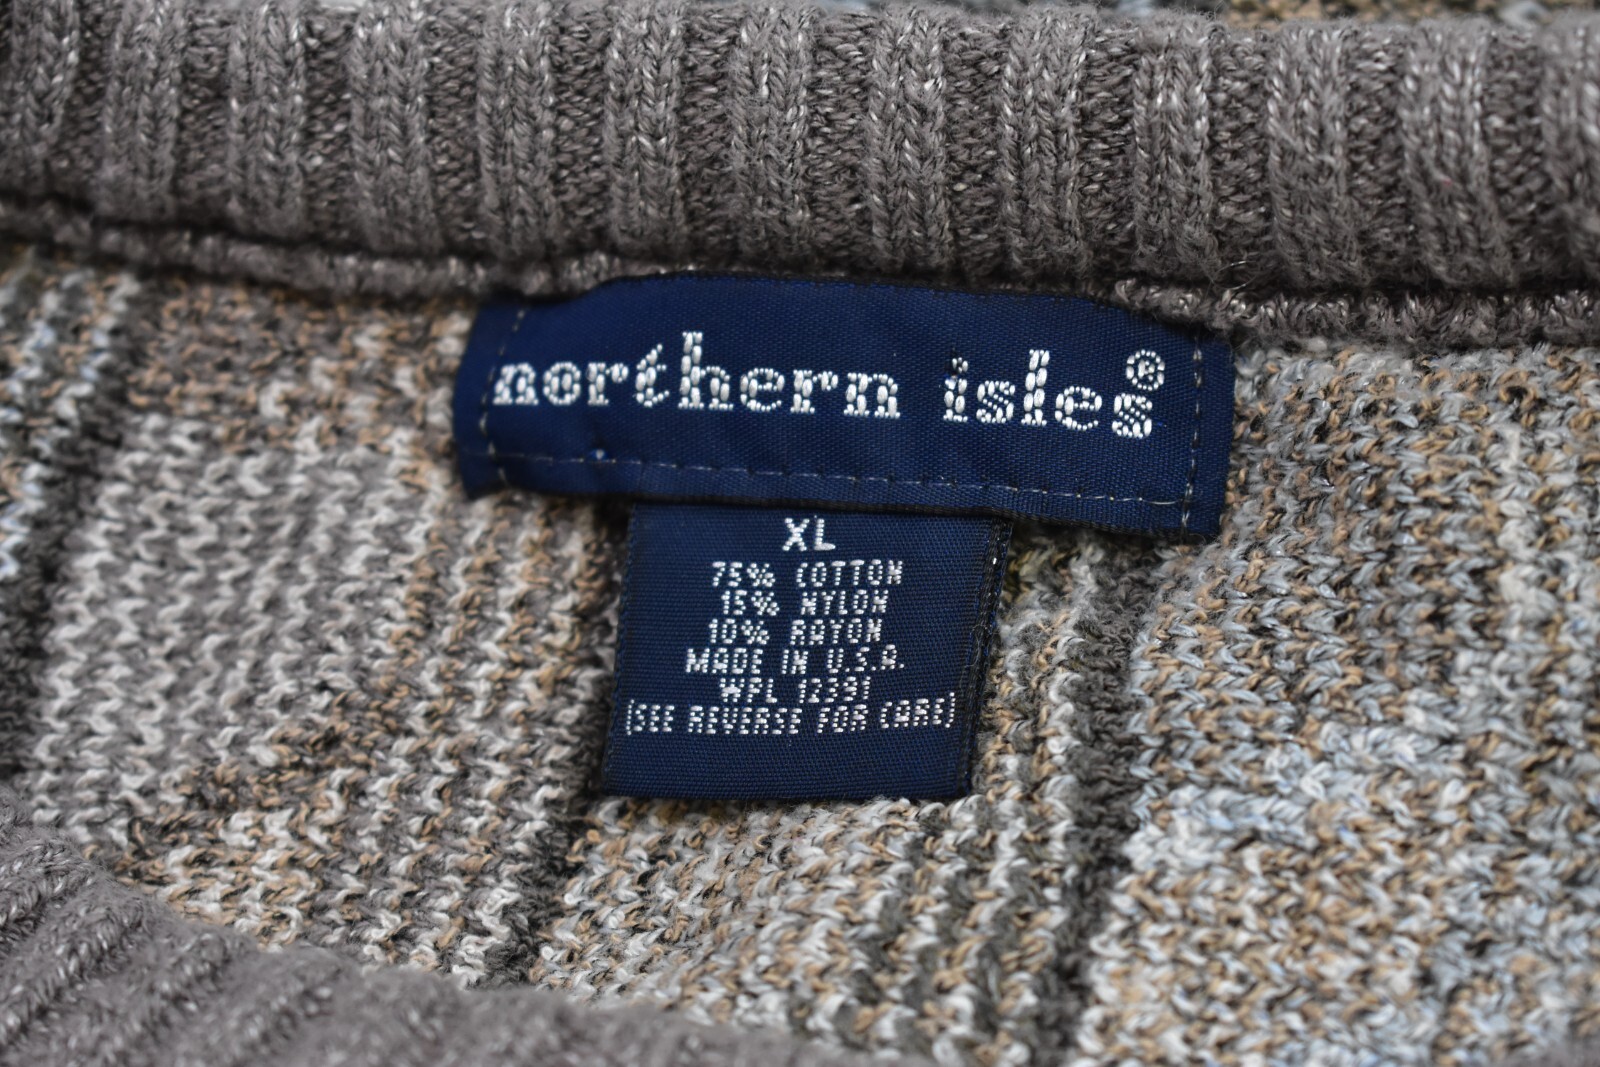 northern isles®
XL
75% COTTON
15% NYLON
10% RAYON
MADE IN U.S.A.
WPL 12391
(SEE REVERSE FOR CARE)